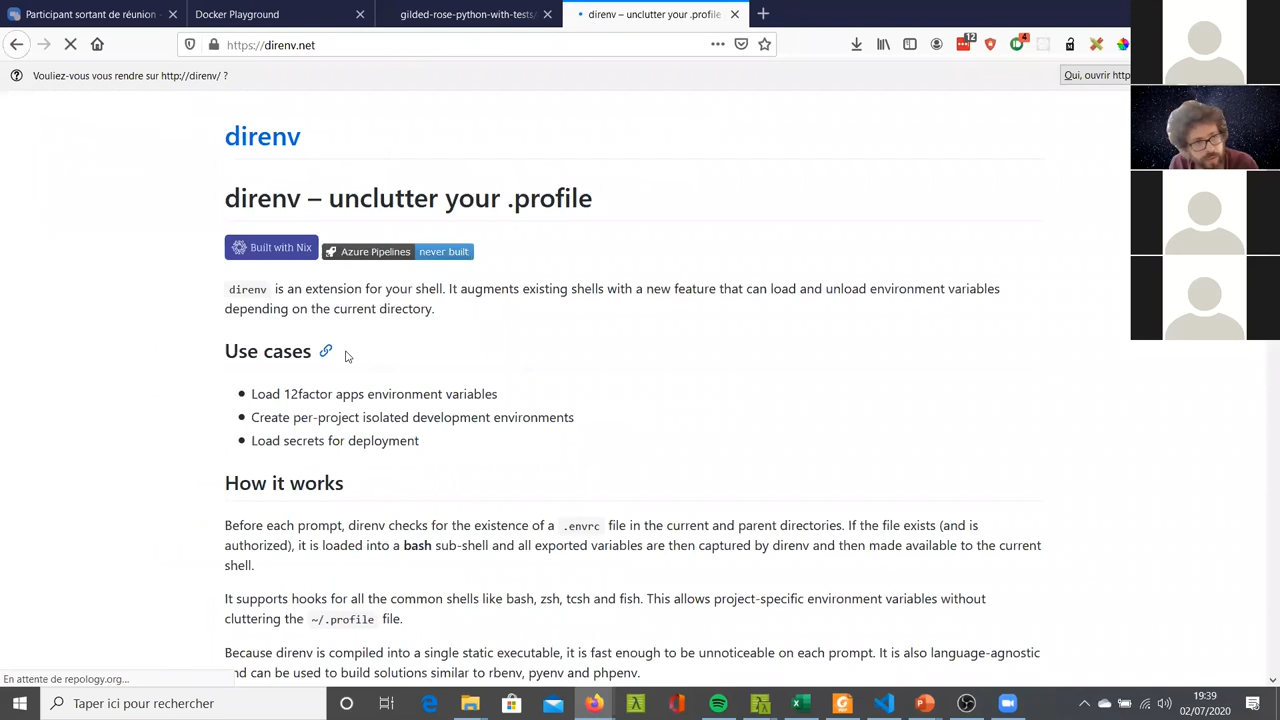 Participant sortant de réunion -
Docker Playground
gilded-rose-python-with-tests/
direnv – unclutter your .profile
https://direnv.net
12
4
Vouliez-vous vous rendre sur http://direnv/ ?
Oui, ouvrir http
direnv
direnv – unclutter your .profile
Built with Nix
Azure Pipelines never built
direnv is an extension for your shell. It augments existing shells with a new feature that can load and unload environment variables
depending on the current directory.
Use cases
Load 12factor apps environment variables
Create per-project isolated development environments
Load secrets for deployment
How it works
Before each prompt, direnv checks for the existence of a .envrc file in the current and parent directories. If the file exists (and is
authorized), it is loaded into a bash sub-shell and all exported variables are then captured by direnv and then made available to the current
shell.
It supports hooks for all the common shells like bash, zsh, tcsh and fish. This allows project-specific environment variables without
cluttering the ~/.profile file.
Because direnv is compiled into a single static executable, it is fast enough to be unnoticeable on each prompt. It is also language-agnostic
and can be used to build solutions similar to rbenv, pyenv and phpenv.
En attente de repology.org...
Taper ici pour rechercher
19:39
02/07/2020